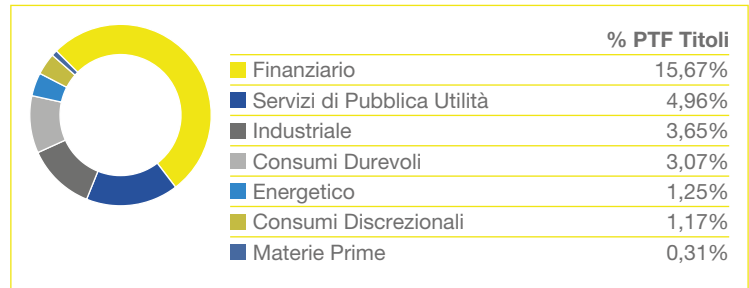 % PTF Titoli
Finanziario 15,67%
Servizi di Pubblica Utilità 4,96%
Industriale 3,65%
Consumi Durevoli 3,07%
Energetico 1,25%
Consumi Discrezionali 1,17%
Materie Prime 0,31%